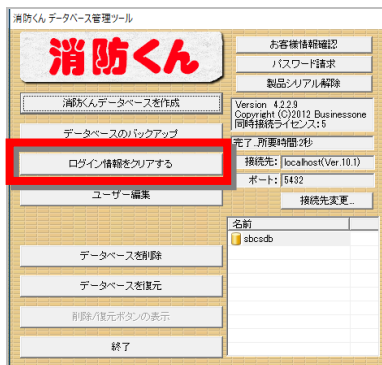 消防くん データベース管理ツール
消防くん
お客様情報確認
パスワード請求
製品シリアル解除
消防くんデータベースを作成
Version 4.2.2.9
Copyright (C)2012 Businessone
同時接続ライセンス:5
データベースのバックアップ
完了..所要時間:2秒
ログイン情報をクリアする
接続先: localhost(Ver.10.1)
ポート: 5432
ユーザー編集
接続先変更...
名前
sbcsdb
データベースを削除
データベースを復元
削除/復元ボタンの表示
終了